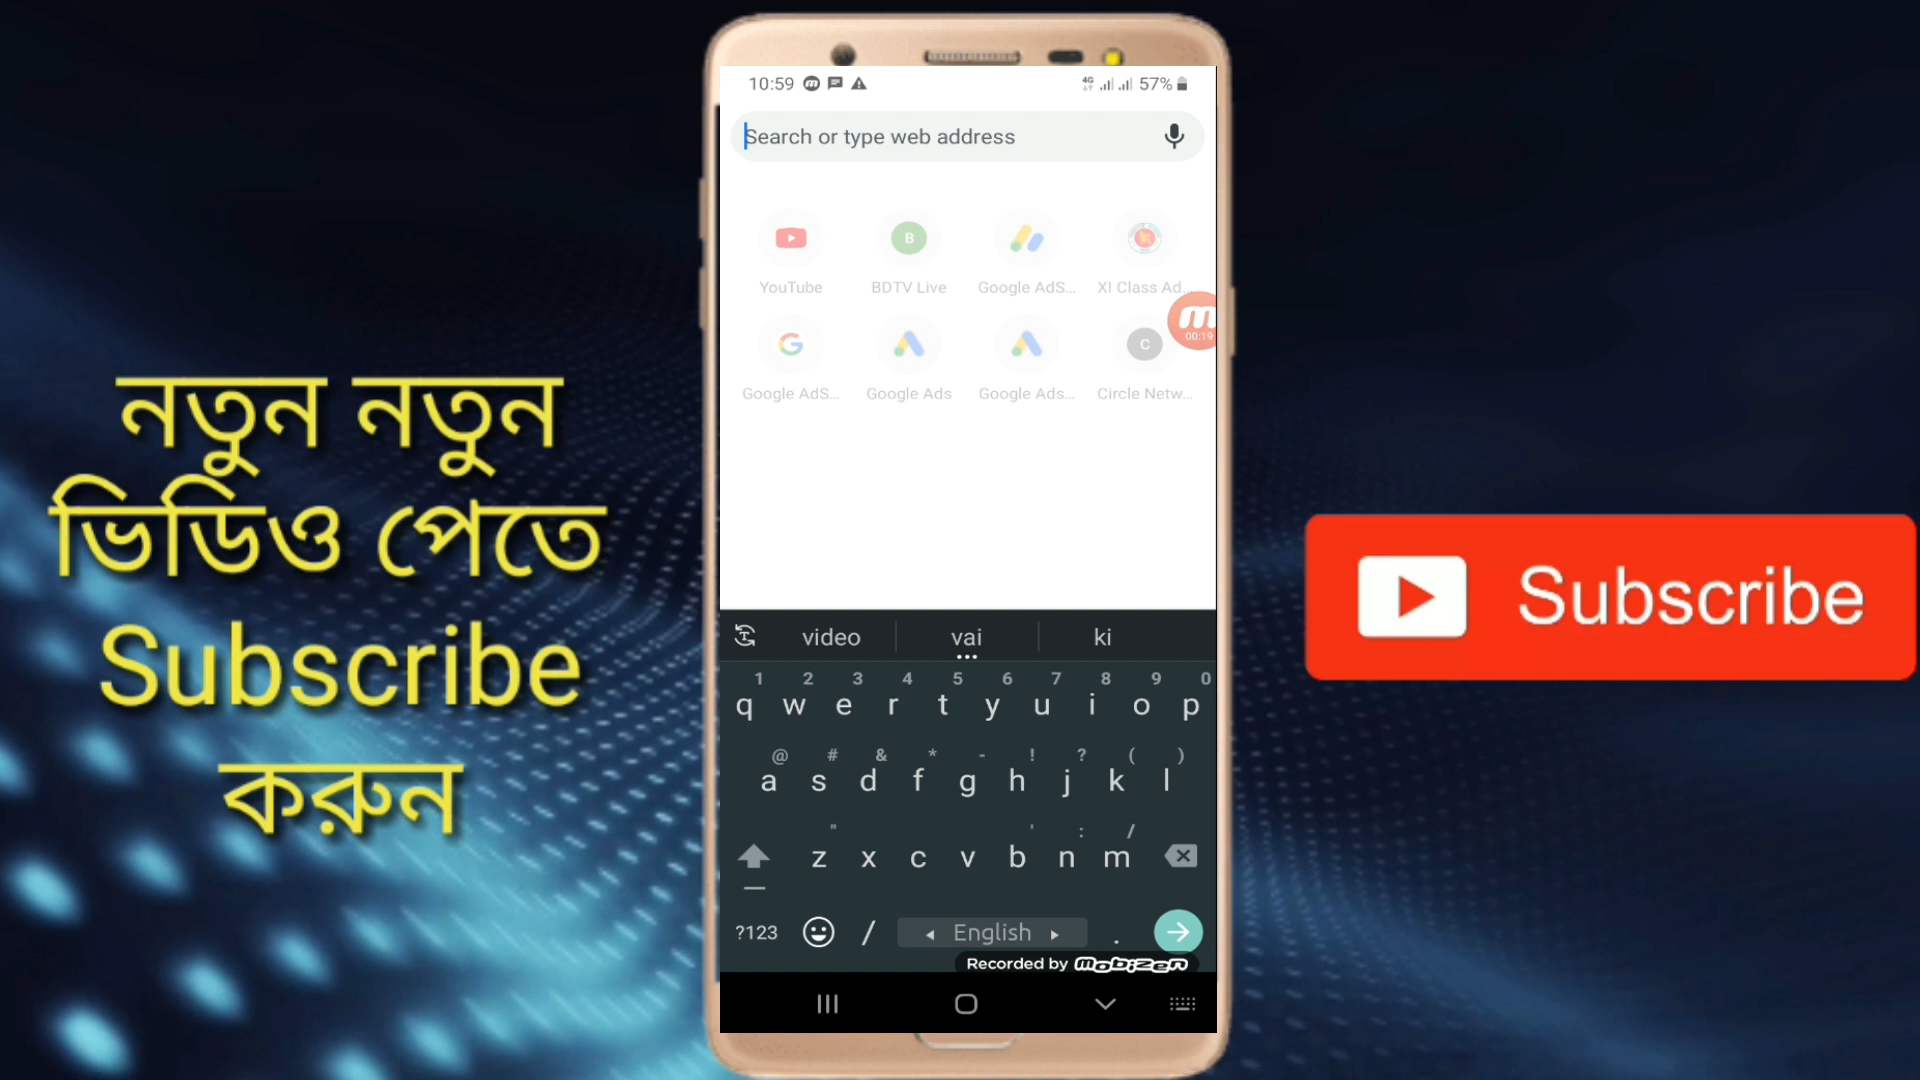 10:59 4G 57%
Search or type web address
YouTube BDTV Live Google AdS... XI Class Ad...
00:19
Google AdS... Google Ads Google Ads... Circle Netw...
নতুন নতুন
ভিডিও পেতে
Subscribe
করুন
Subscribe
video vai ki
1 2 3 4 5 6 7 8 9 0
q w e r t y u i o p
@ # & * - ! ? ( )
a s d f g h j k l
" ' : /
z x c v b n m
?123 / English .
Recorded by mobizen